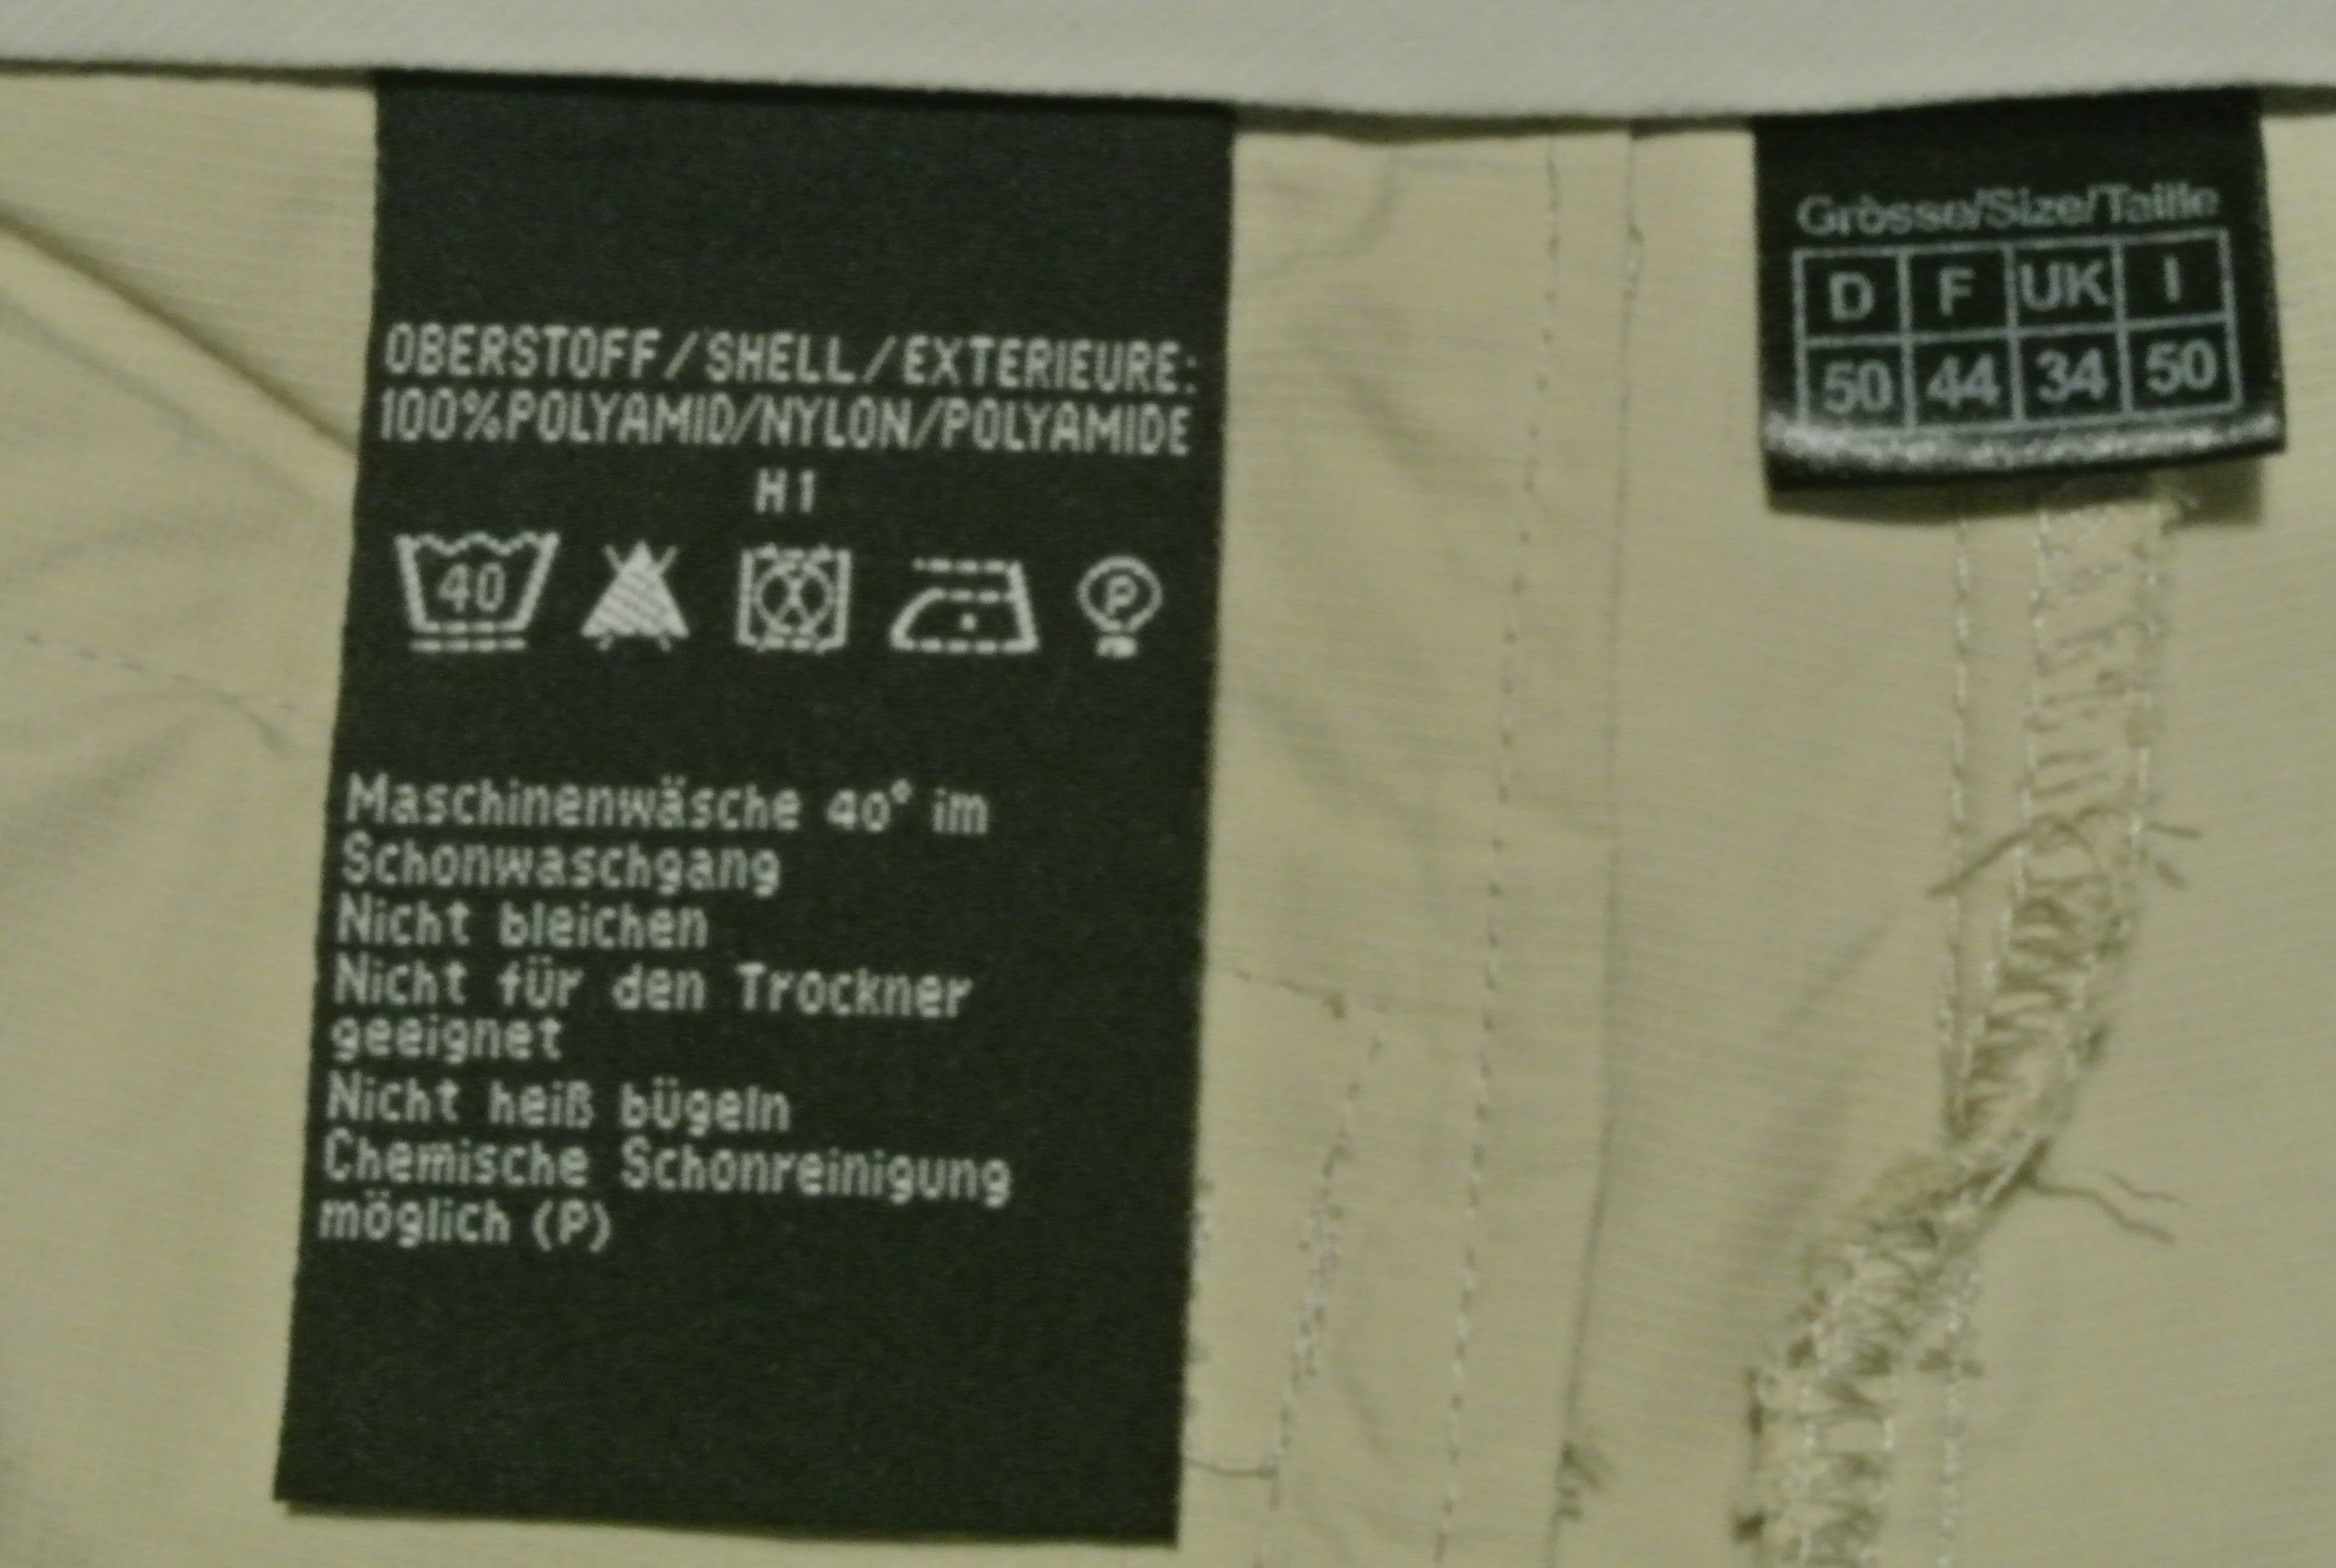 OBERSTOFF/SHELL/EXTERIEURE:
100%POLYAMID/NYLON/POLYAMIDE
H1
40
P
Maschinenwäsche 40° im
Schonwaschgang
Nicht bleichen
Nicht für den Trockner
geeignet
Nicht heiß bügeln
Chemische Schonreinigung
möglich (P)
Grösse/Size/Taille
D F UK I
50 44 34 50